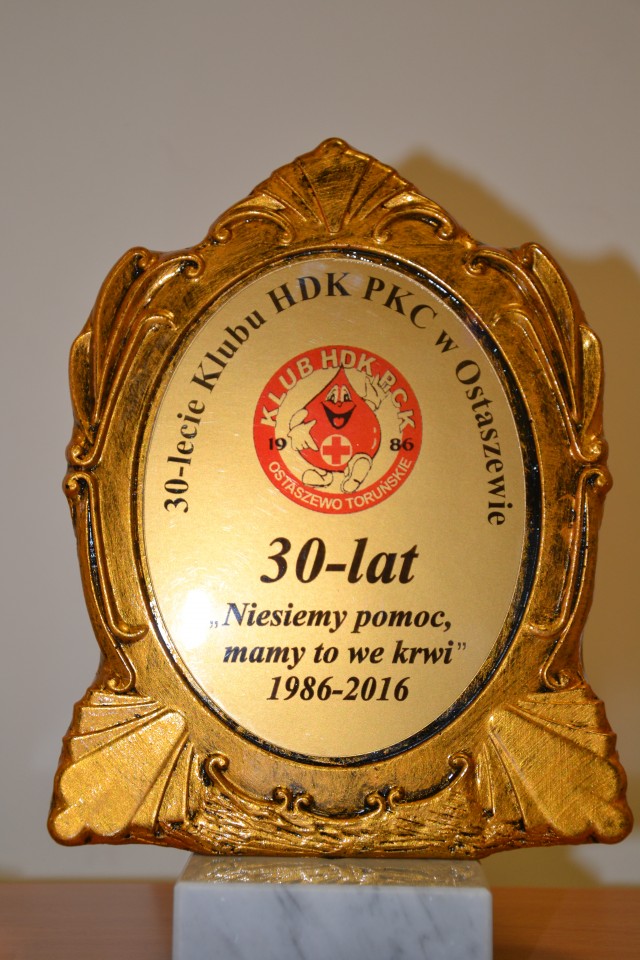 30-lecie Klubu HDK PKC w Ostaszewie
KLUB HDK P.C.K
19 86
OSTASZEWO TORUŃSKIE
30-lat
„Niesiemy pomoc,
mamy to we krwi”
1986-2016